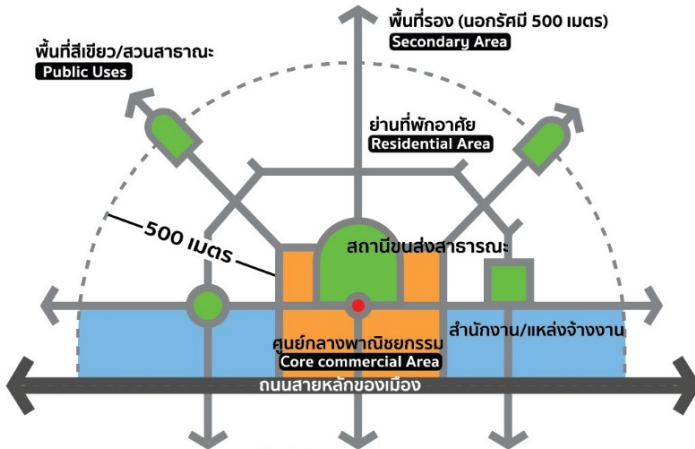 พื้นที่รอง (นอกรัศมี 500 เมตร)
Secondary Area
พื้นที่สีเขียว/สวนสาธาณะ
Public Uses
ย่านที่พักอาศัย
Residential Area
500 เมตร
สถานีขนส่งสาธารณะ
สำนักงาน/แหล่งจ้างงาน
ศูนย์กลางพาณิชยกรรม
Core commercial Area
ถนนสายหลักของเมือง